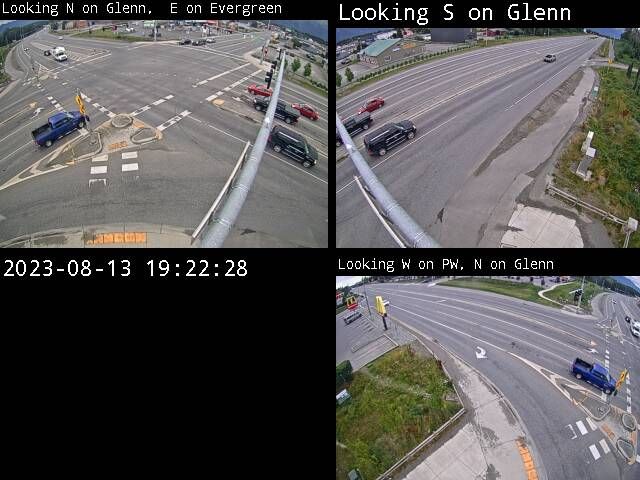 Looking N on Glenn, E on Evergreen
Looking S on Glenn
2023-08-13 19:22:28
Looking W on PW, N on Glenn